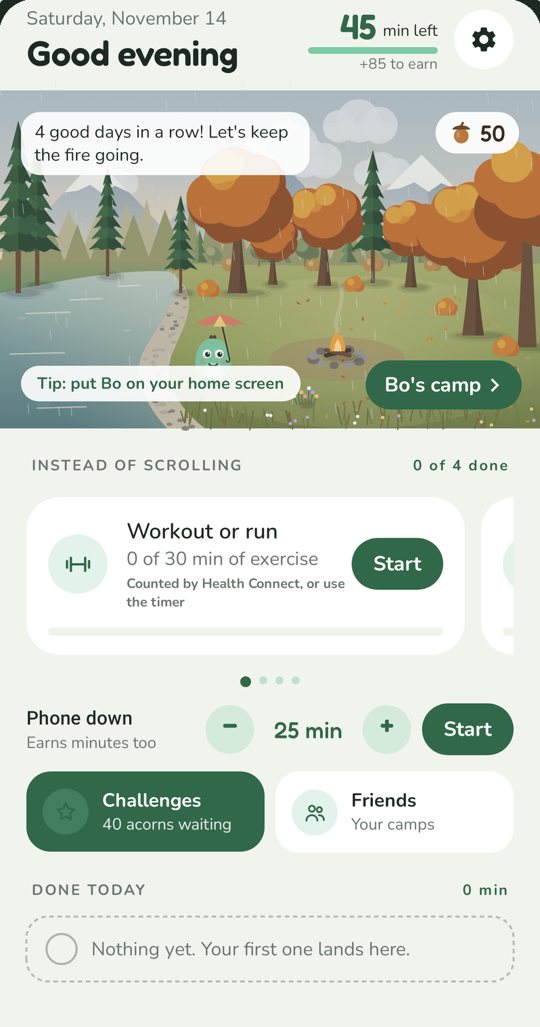 Saturday, November 14
Good evening
45 min left
+85 to earn
4 good days in a row! Let's keep
the fire going.
50
Tip: put Bo on your home screen
Bo's camp
INSTEAD OF SCROLLING
0 of 4 done
Workout or run
0 of 30 min of exercise
Counted by Health Connect, or use
the timer
Start
Phone down
Earns minutes too
25 min
Start
Challenges
40 acorns waiting
Friends
Your camps
DONE TODAY
0 min
Nothing yet. Your first one lands here.